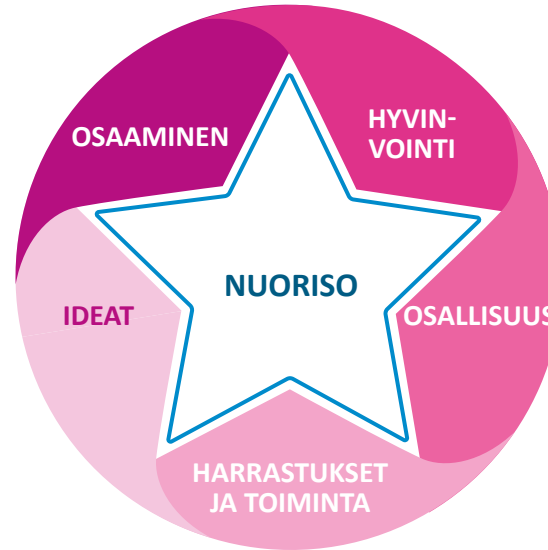 OSAAMINEN
HYVIN-
VOINTI
NUORISO
IDEAT
OSALLISUUS
HARRASTUKSET
JA TOIMINTA